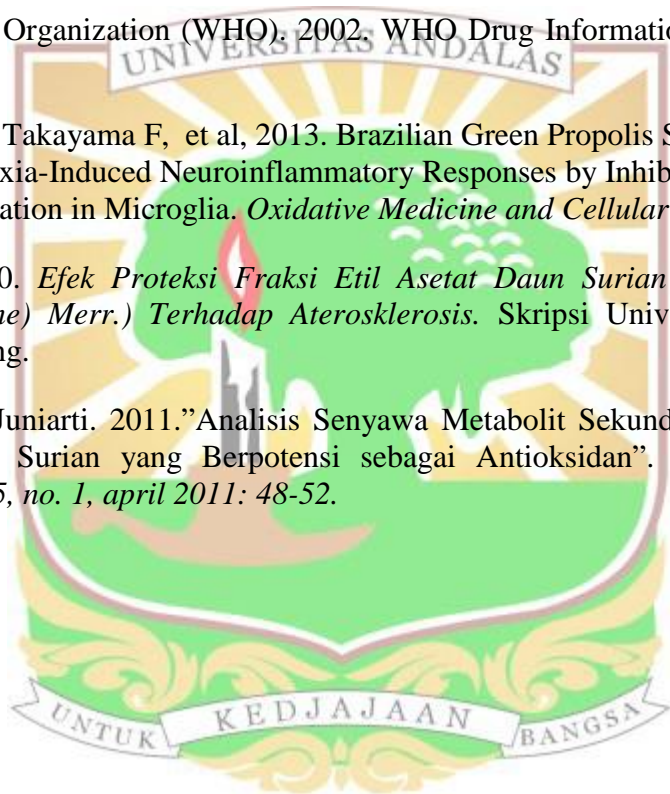 Organization (WHO). 2002. WHO Drug Informatio
UNIVERSITAS ANDALAS
Takayama F, et al, 2013. Brazilian Green Propolis S
xia-Induced Neuroinflammatory Responses by Inhib
ation in Microglia. Oxidative Medicine and Cellular
0. Efek Proteksi Fraksi Etil Asetat Daun Surian
ne) Merr.) Terhadap Aterosklerosis. Skripsi Univ
ng.
Juniarti. 2011.”Analisis Senyawa Metabolit Sekund
Surian yang Berpotensi sebagai Antioksidan”.
5, no. 1, april 2011: 48-52.
UNTUK KEDJAJAAN BANGSA